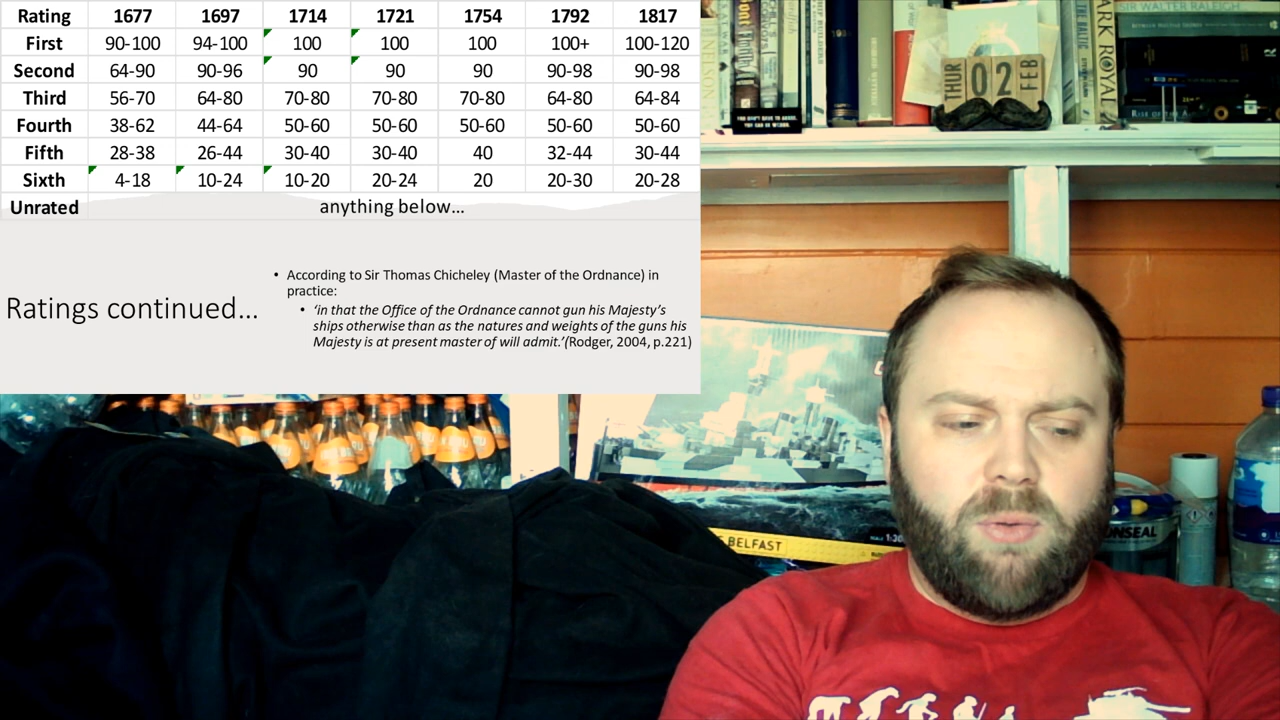 Rating 1677 1697 1714 1721 1754 1792 1817
First 90-100 94-100 100 100 100 100+ 100-120
Second 64-90 90-96 90 90 90 90-98 90-98
Third 56-70 64-80 70-80 70-80 70-80 64-80 64-84
Fourth 38-62 44-64 50-60 50-60 50-60 50-60 50-60
Fifth 28-38 26-44 30-40 30-40 40 32-44 30-44
Sixth 4-18 10-24 10-20 20-24 20 20-30 20-28
Unrated anything below...
Ratings continued...
• According to Sir Thomas Chicheley (Master of the Ordnance) in
practice:
• ‘in that the Office of the Ordnance cannot gun his Majesty’s
ships otherwise than as the natures and weights of the guns his
Majesty is at present master of will admit.’(Rodger, 2004, p.221)
THUR 02 FEB
SIR WALTER RALEIGH
ARK ROYAL
BELFAST